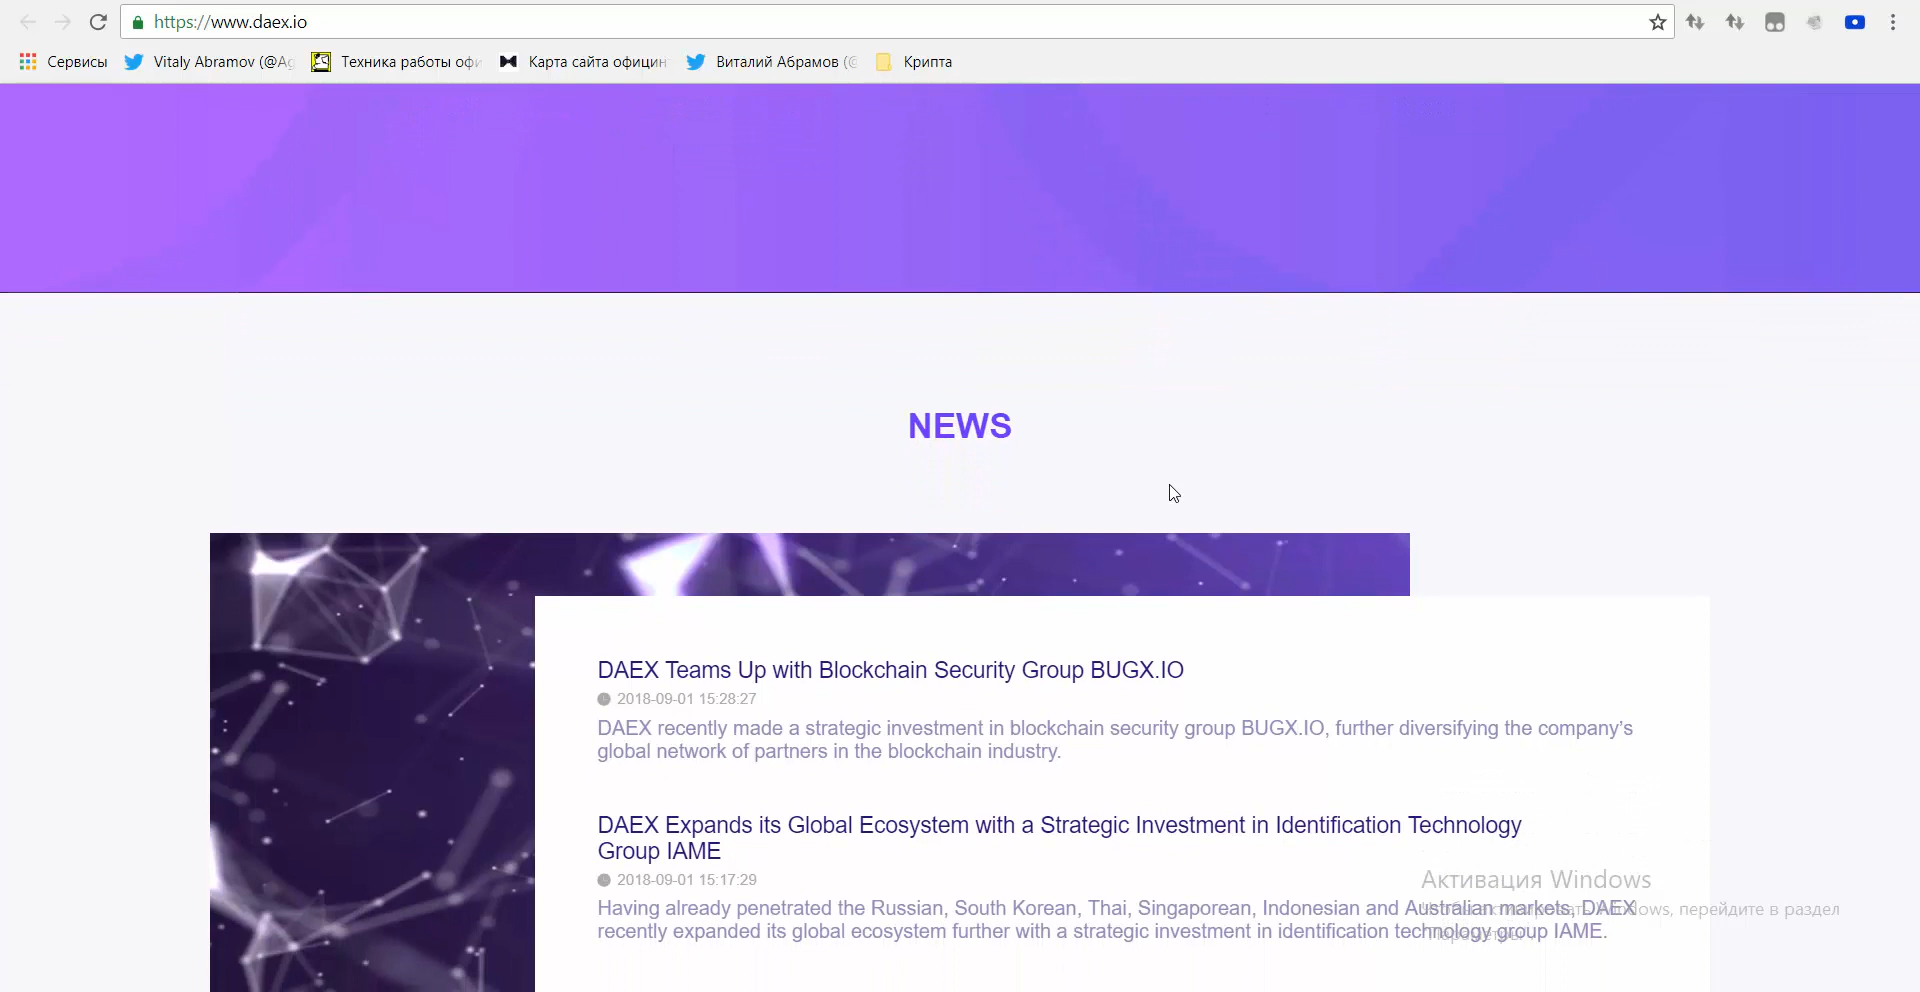 https://www.daex.io
Сервисы Vitaly Abramov (@Ag Техника работы офи Карта сайта официн Виталий Абрамов (@ Крипта
NEWS
DAEX Teams Up with Blockchain Security Group BUGX.IO
2018-09-01 15:28:27
DAEX recently made a strategic investment in blockchain security group BUGX.IO, further diversifying the company's
global network of partners in the blockchain industry.
DAEX Expands its Global Ecosystem with a Strategic Investment in Identification Technology
Group IAME
2018-09-01 15:17:29
Активация Windows
Having already penetrated the Russian, South Korean, Thai, Singaporean, Indonesian and Australian markets, DAEX
перейдите в раздел
recently expanded its global ecosystem further with a strategic investment in identification technology group IAME.